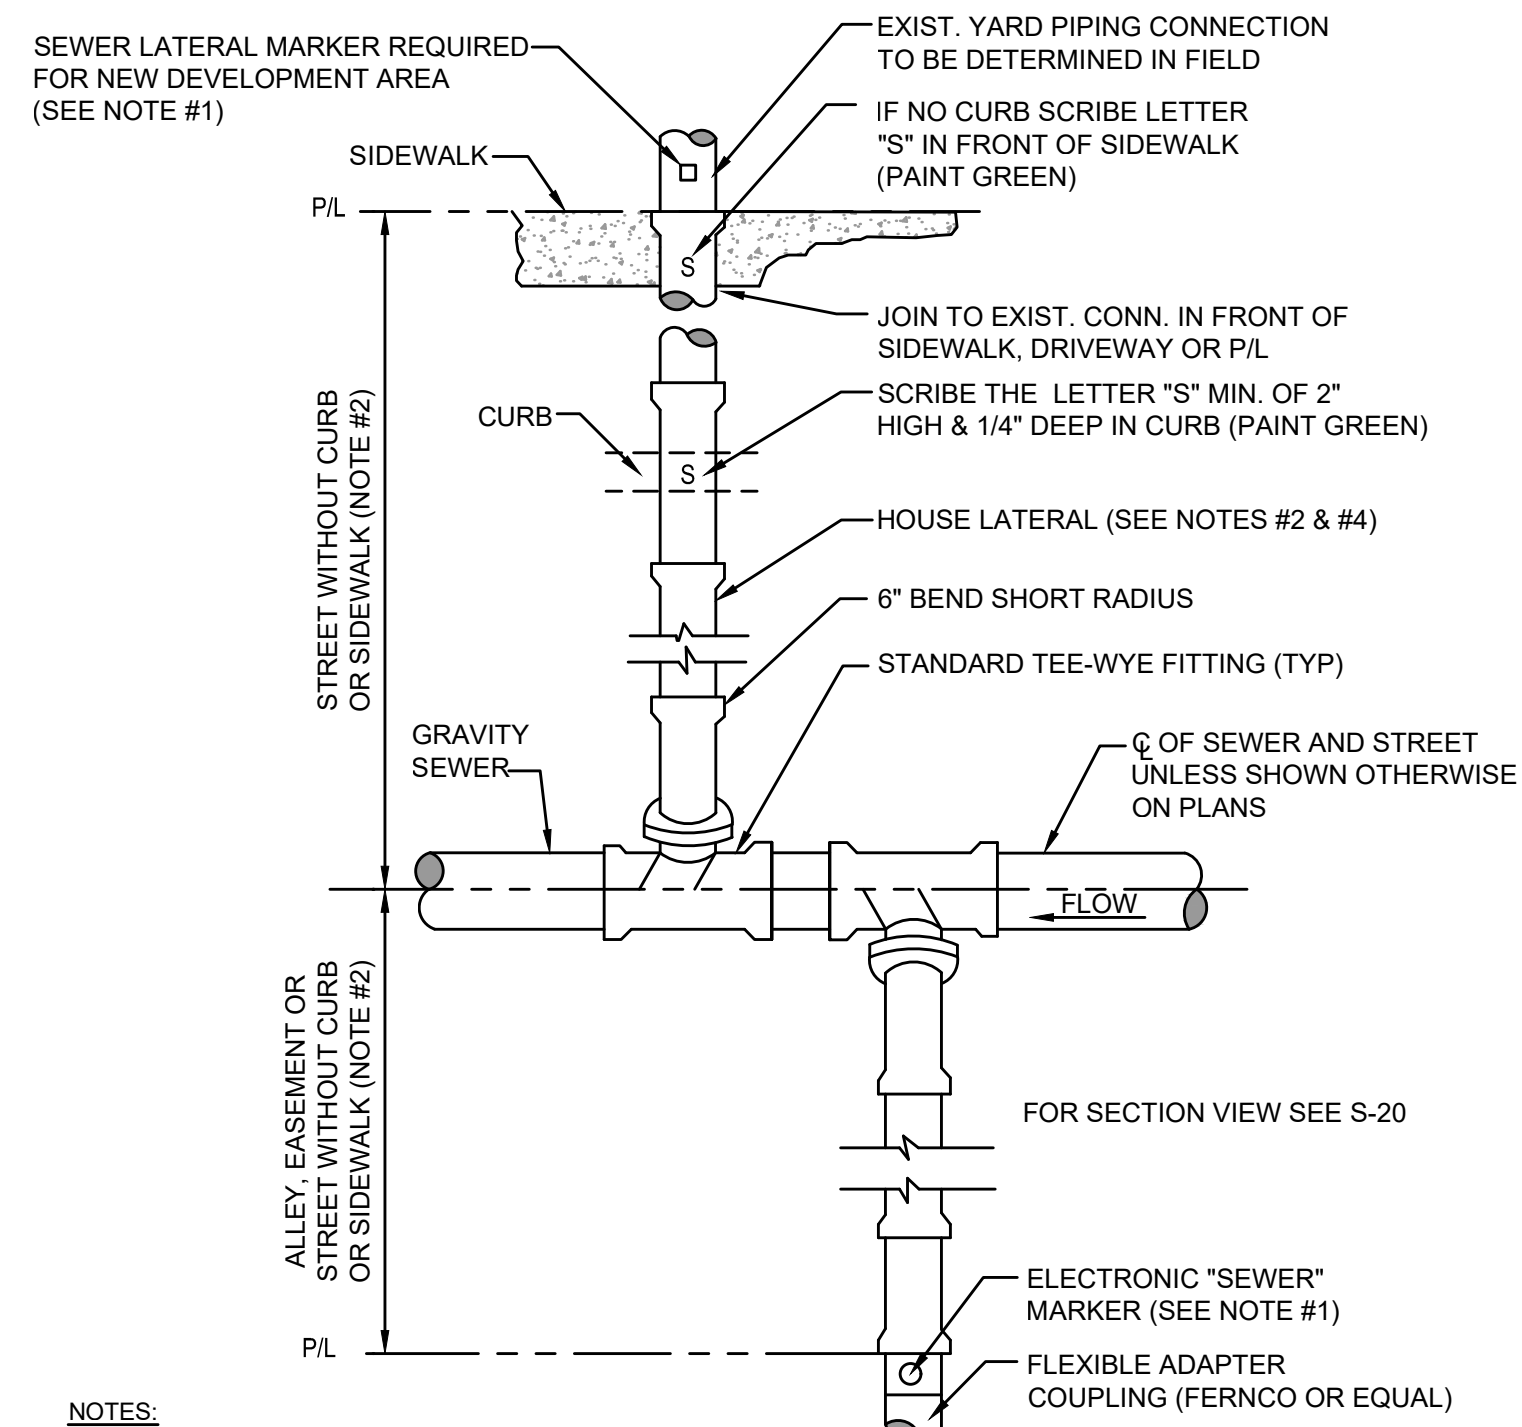 SEWER LATERAL MARKER REQUIRED
FOR NEW DEVELOPMENT AREA
(SEE NOTE #1)
EXIST. YARD PIPING CONNECTION
TO BE DETERMINED IN FIELD
IF NO CURB SCRIBE LETTER
"S" IN FRONT OF SIDEWALK
(PAINT GREEN)
SIDEWALK
P/L
S
JOIN TO EXIST. CONN. IN FRONT OF
SIDEWALK, DRIVEWAY OR P/L
SCRIBE THE LETTER "S" MIN. OF 2"
HIGH & 1/4" DEEP IN CURB (PAINT GREEN)
CURB
S
STREET WITHOUT CURB
OR SIDEWALK (NOTE #2)
HOUSE LATERAL (SEE NOTES #2 & #4)
6" BEND SHORT RADIUS
STANDARD TEE-WYE FITTING (TYP)
GRAVITY
SEWER
℄ OF SEWER AND STREET
UNLESS SHOWN OTHERWISE
ON PLANS
FLOW
ALLEY, EASEMENT OR
STREET WITHOUT CURB
OR SIDEWALK (NOTE #2)
FOR SECTION VIEW SEE S-20
ELECTRONIC "SEWER"
MARKER (SEE NOTE #1)
P/L
FLEXIBLE ADAPTER
COUPLING (FERNCO OR EQUAL)
NOTES: